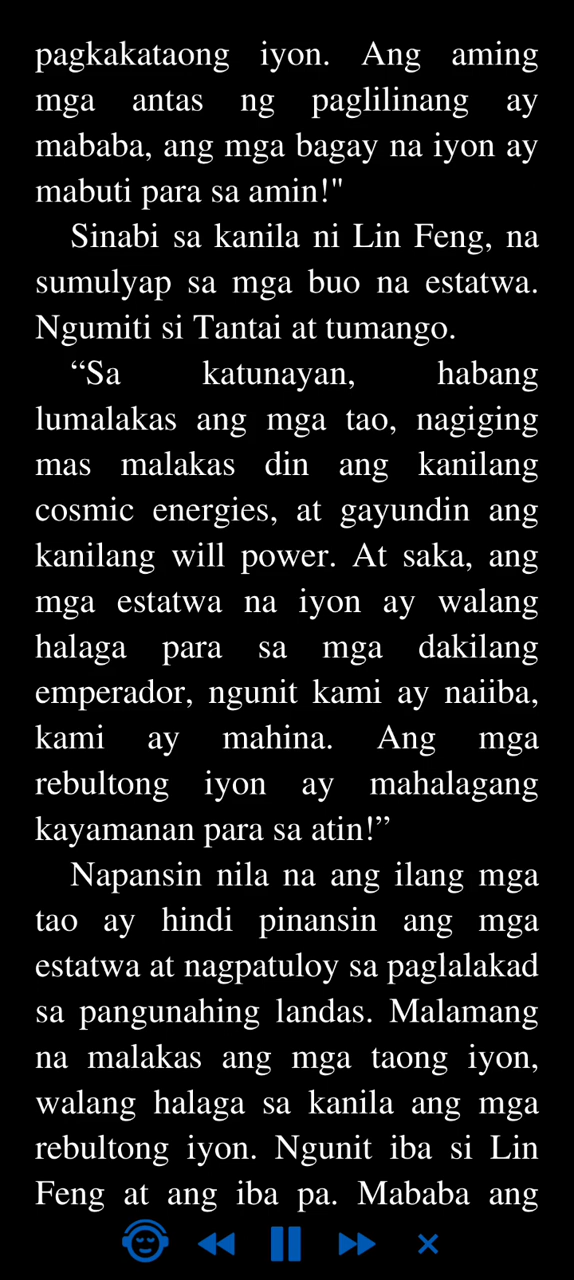 pagkakataong iyon. Ang aming
mga antas ng paglilinang ay
mababa, ang mga bagay na iyon ay
mabuti para sa amin!"
Sinabi sa kanila ni Lin Feng, na
sumulyap sa mga buo na estatwa.
Ngumiti si Tantai at tumango.
“Sa katunayan, habang
lumalakas ang mga tao, nagiging
mas malakas din ang kanilang
cosmic energies, at gayundin ang
kanilang will power. At saka, ang
mga estatwa na iyon ay walang
halaga para sa mga dakilang
emperador, ngunit kami ay naiiba,
kami ay mahina. Ang mga
rebultong iyon ay mahalagang
kayamanan para sa atin!”
Napansin nila na ang ilang mga
tao ay hindi pinansin ang mga
estatwa at nagpatuloy sa paglalakad
sa pangunahing landas. Malamang
na malakas ang mga taong iyon,
walang halaga sa kanila ang mga
rebultong iyon. Ngunit iba si Lin
Feng at ang iba pa. Mababa ang